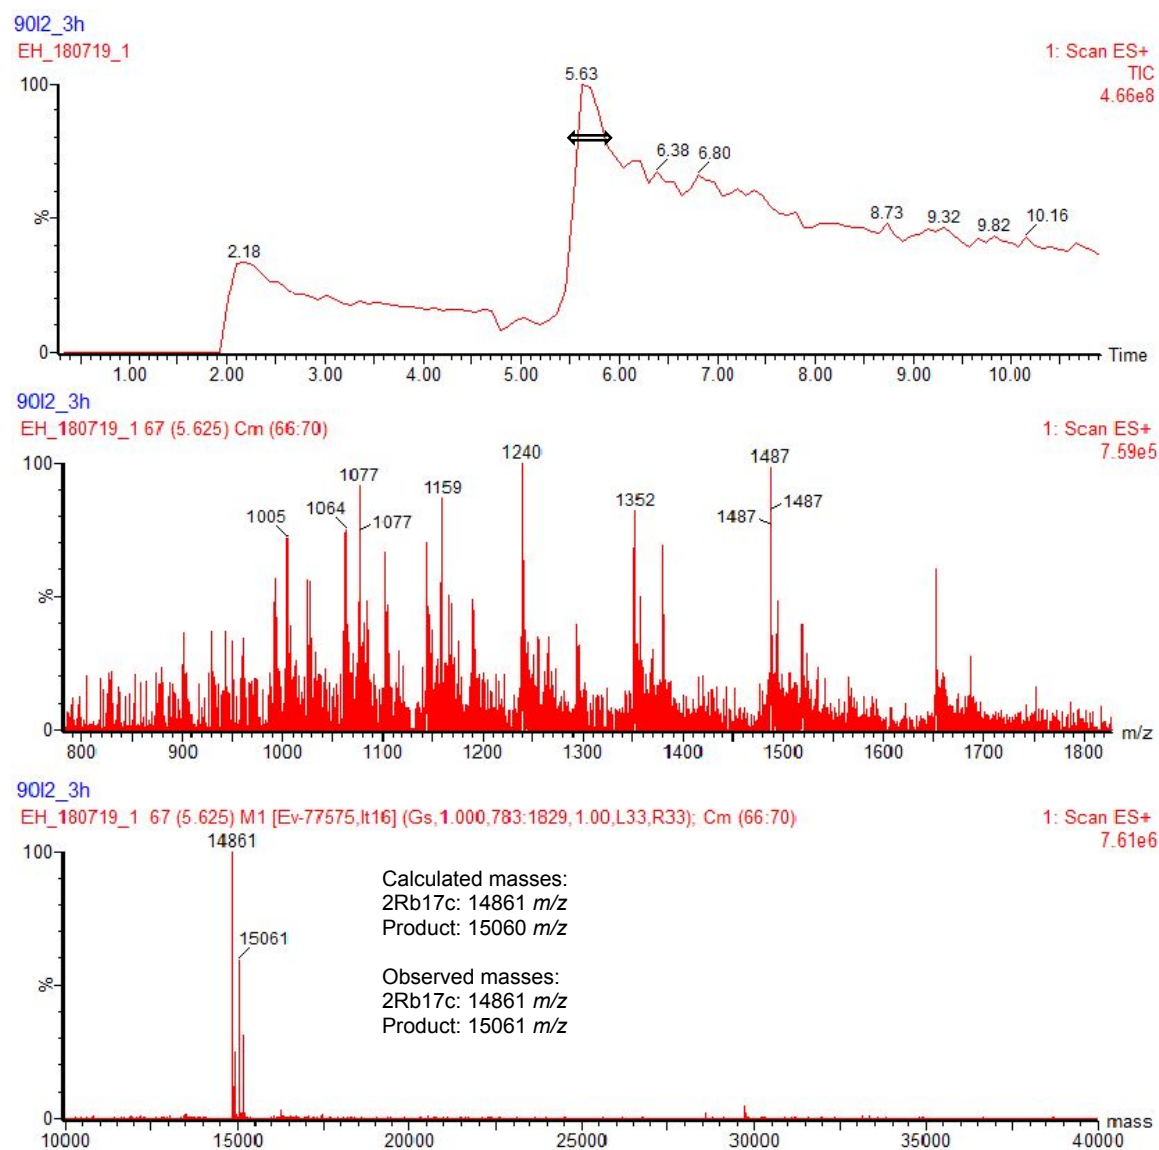 90I2_3h
EH_180719_1
1: Scan ES+
TIC
4.66e8
100
%
0
2.18
5.63
6.38
6.80
8.73
9.32
9.82
10.16
1.00 2.00 3.00 4.00 5.00 6.00 7.00 8.00 9.00 10.00
Time
90I2_3h
EH_180719_1 67 (5.625) Cm (66:70)
1: Scan ES+
7.59e5
100
%
0
1005
1064
1077
1077
1159
1240
1352
1487
1487
1487
800 900 1000 1100 1200 1300 1400 1500 1600 1700 1800
m/z
90I2_3h
EH_180719_1 67 (5.625) M1 [Ev-77575,It16] (Gs,1.000,783:1829,1.00,L33,R33); Cm (66:70)
1: Scan ES+
7.61e6
100
%
0
14861
15061
Calculated masses:
2Rb17c: 14861 m/z
Product: 15060 m/z
Observed masses:
2Rb17c: 14861 m/z
Product: 15061 m/z
10000 15000 20000 25000 30000 35000 40000
mass